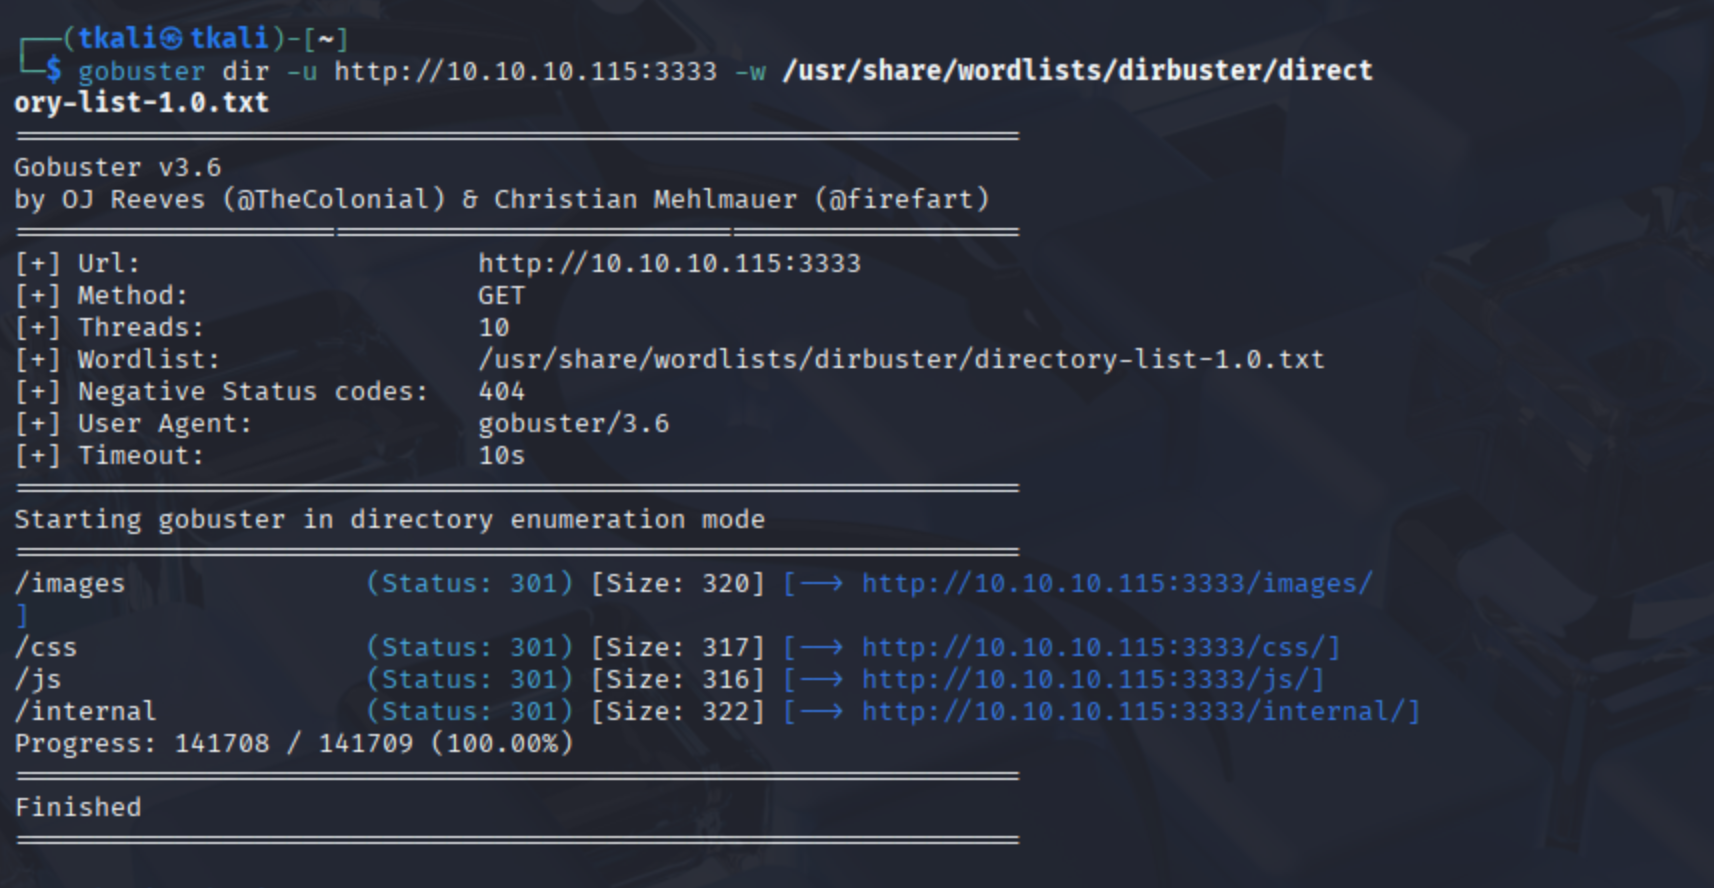 ┌──(tkali㉿tkali)-[~]
└─$ gobuster dir -u http://10.10.10.115:3333 -w /usr/share/wordlists/dirbuster/direct
ory-list-1.0.txt
===============================================================
Gobuster v3.6
by OJ Reeves (@TheColonial) & Christian Mehlmauer (@firefart)
===============================================================
[+] Url:                     http://10.10.10.115:3333
[+] Method:                  GET
[+] Threads:                 10
[+] Wordlist:                /usr/share/wordlists/dirbuster/directory-list-1.0.txt
[+] Negative Status codes:   404
[+] User Agent:              gobuster/3.6
[+] Timeout:                 10s
===============================================================
Starting gobuster in directory enumeration mode
===============================================================
/images               (Status: 301) [Size: 320] [--> http://10.10.10.115:3333/images/
]
/css                  (Status: 301) [Size: 317] [--> http://10.10.10.115:3333/css/]
/js                   (Status: 301) [Size: 316] [--> http://10.10.10.115:3333/js/]
/internal             (Status: 301) [Size: 322] [--> http://10.10.10.115:3333/internal/]
Progress: 141708 / 141709 (100.00%)
===============================================================
Finished
===============================================================